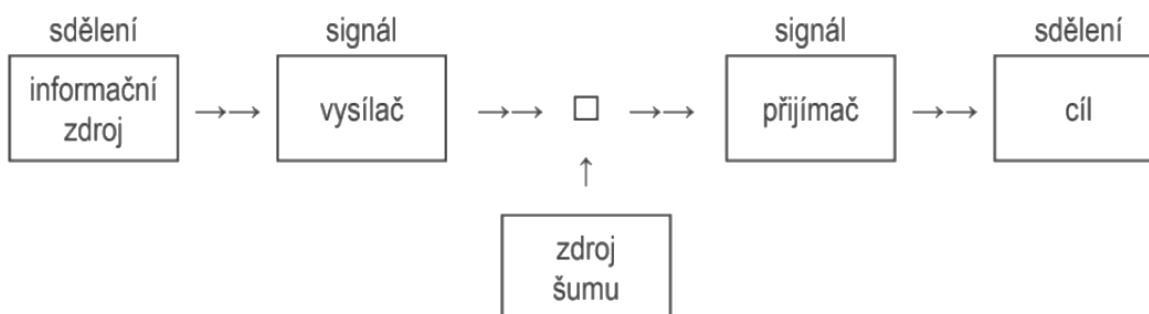 sdělení signál signál sdělení
informační
zdroj
→→
vysílač
→→
□
→→
přijímač
→→
cíl
↑
zdroj
šumu